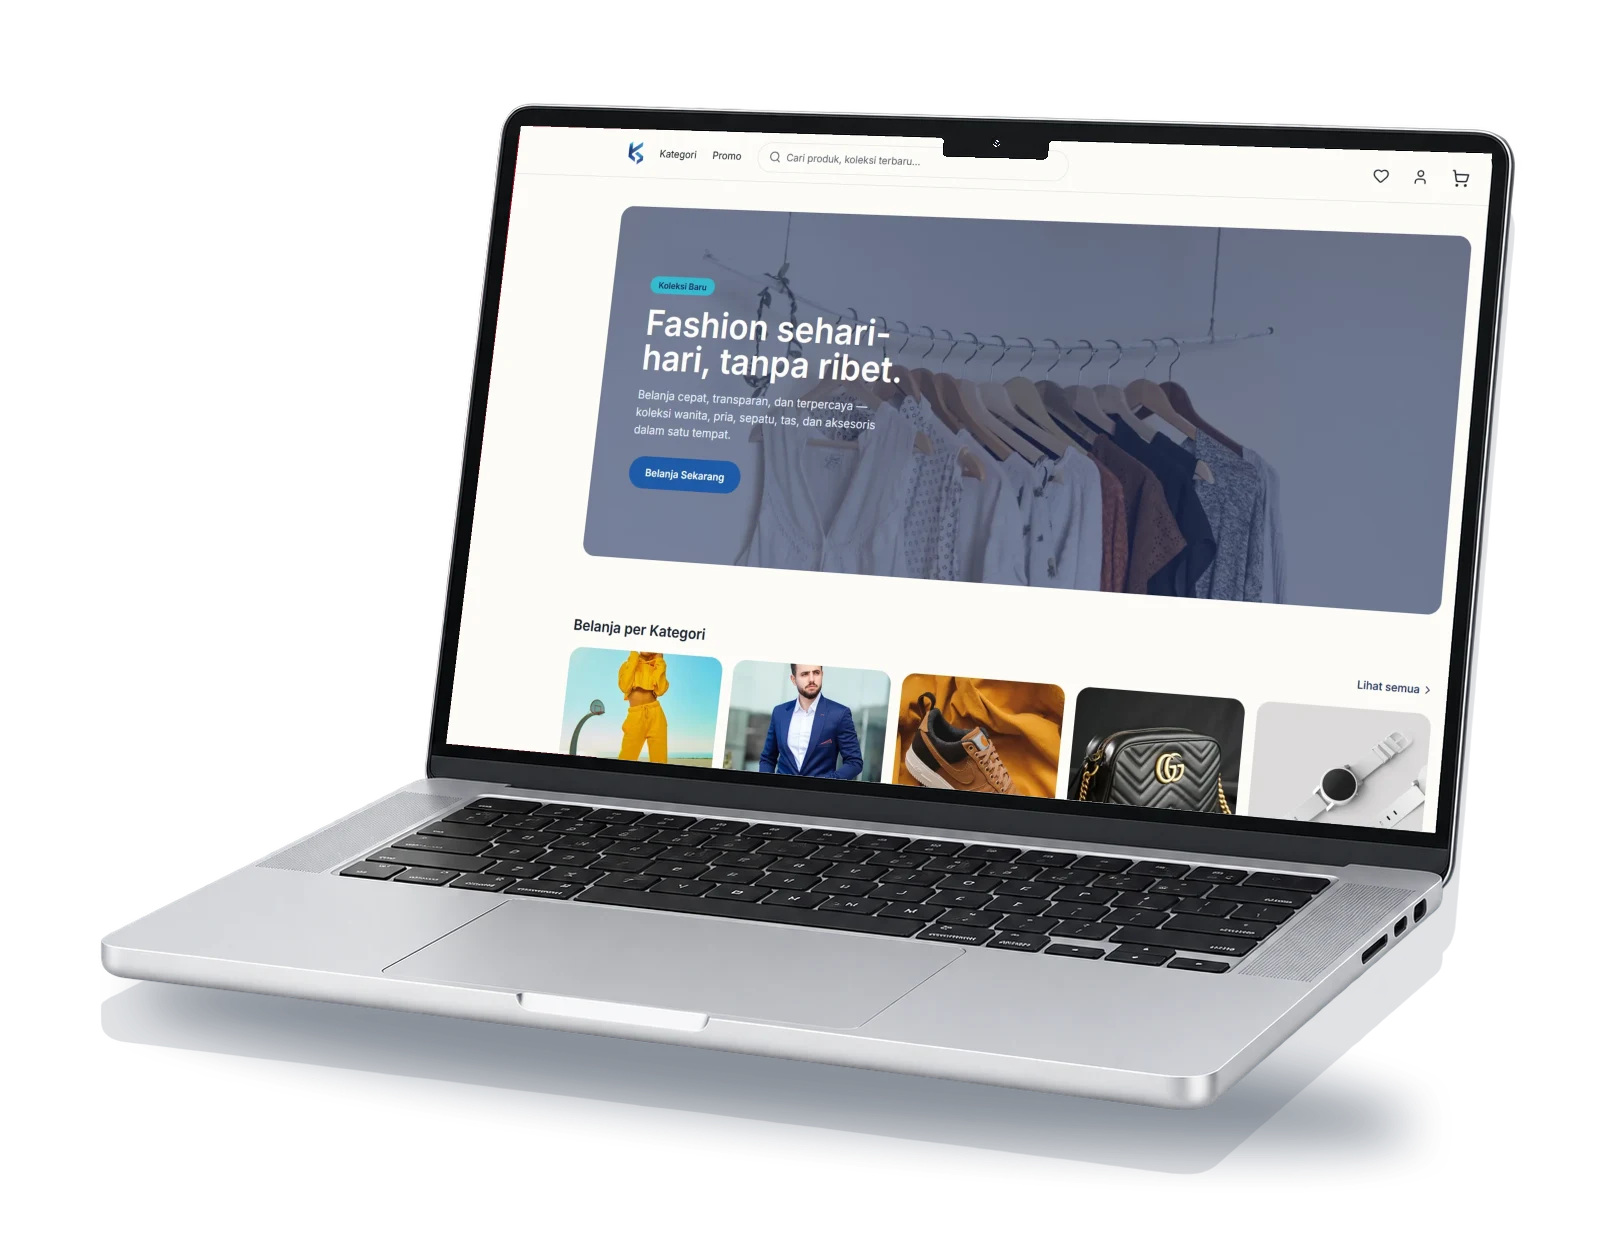 Kategori Promo Cari produk, koleksi terbaru...
Koleksi Baru
Fashion sehari-
hari, tanpa ribet.
Belanja cepat, transparan, dan terpercaya —
koleksi wanita, pria, sepatu, tas, dan aksesoris
dalam satu tempat.
Belanja Sekarang
Belanja per Kategori
Lihat semua